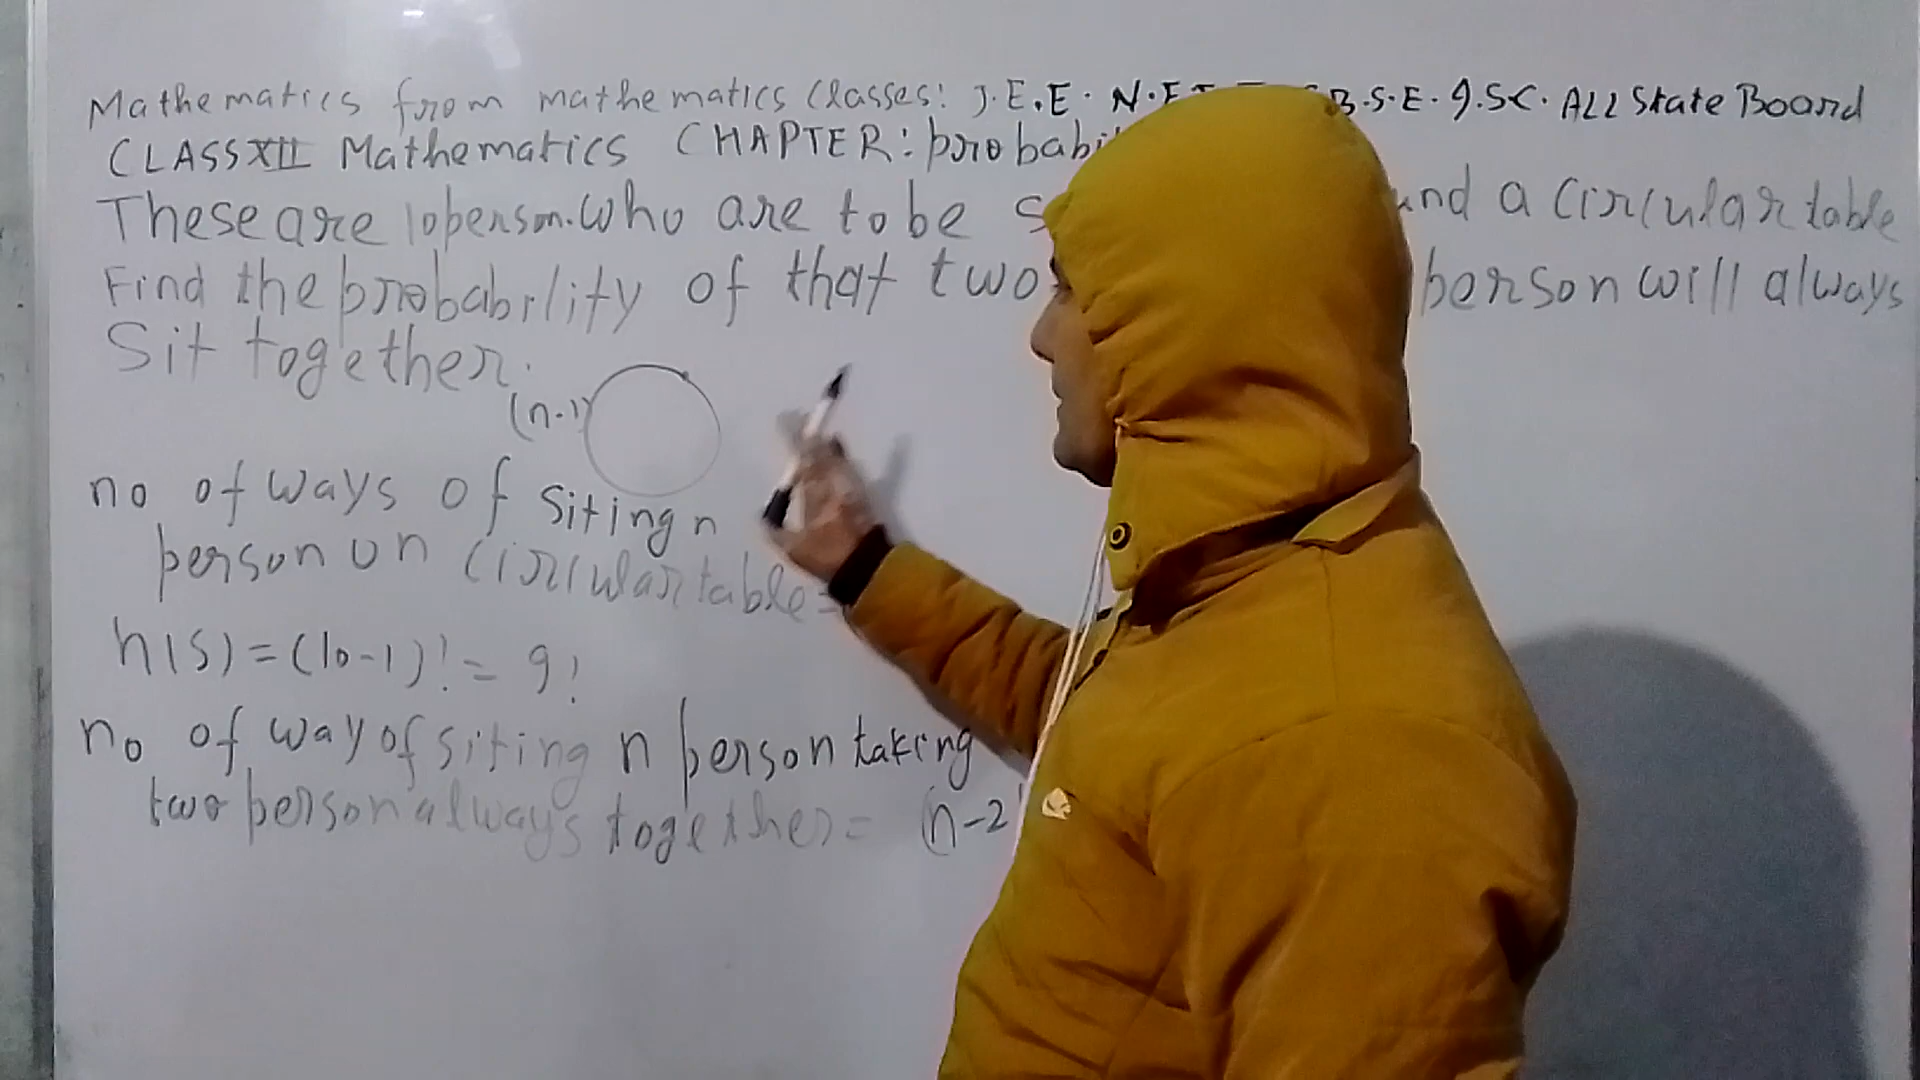 Mathematics from mathematics classes: J.E.E. N.E B.S.E. I.SC. ALL State Board
CLASS XII Mathematics CHAPTER: probabi
These are 10 person. who are to be s und a circular table
Find the probability of that two person will always
Sit together.
(n-1)
no of ways of siting n
person on circular table =
n(S) = (10-1)! = 9!
no of way of siting n person taking
two person always together = (n-2